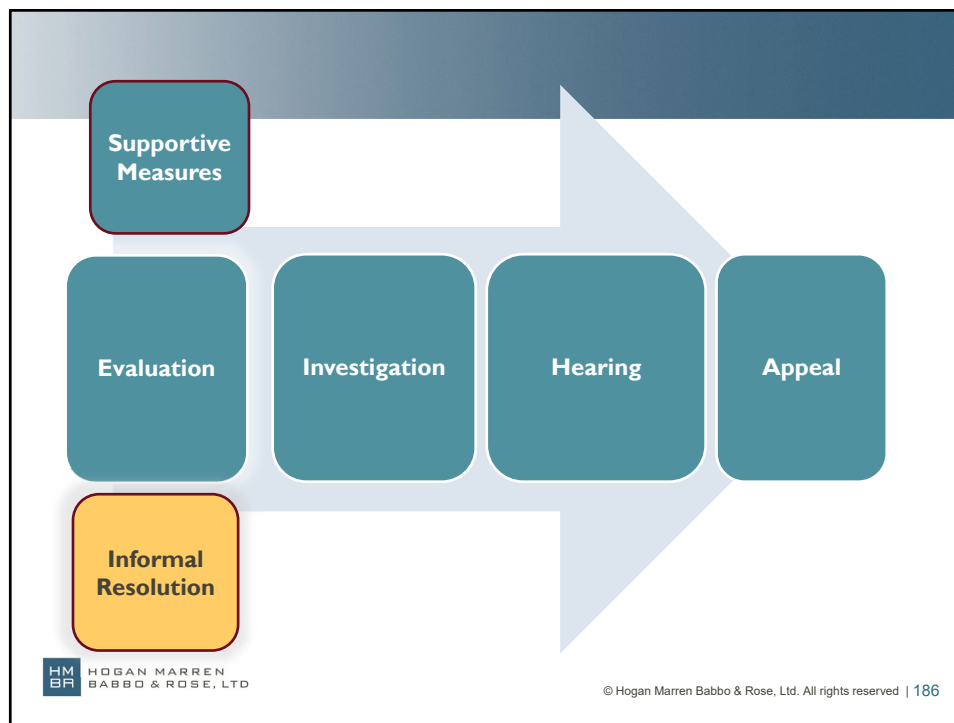 Supportive
Measures
Evaluation
Investigation
Hearing
Appeal
Informal
Resolution
HM
BR
HOGAN MARREN
BABBO & ROSE, LTD
© Hogan Marren Babbo & Rose, Ltd. All rights reserved | 186